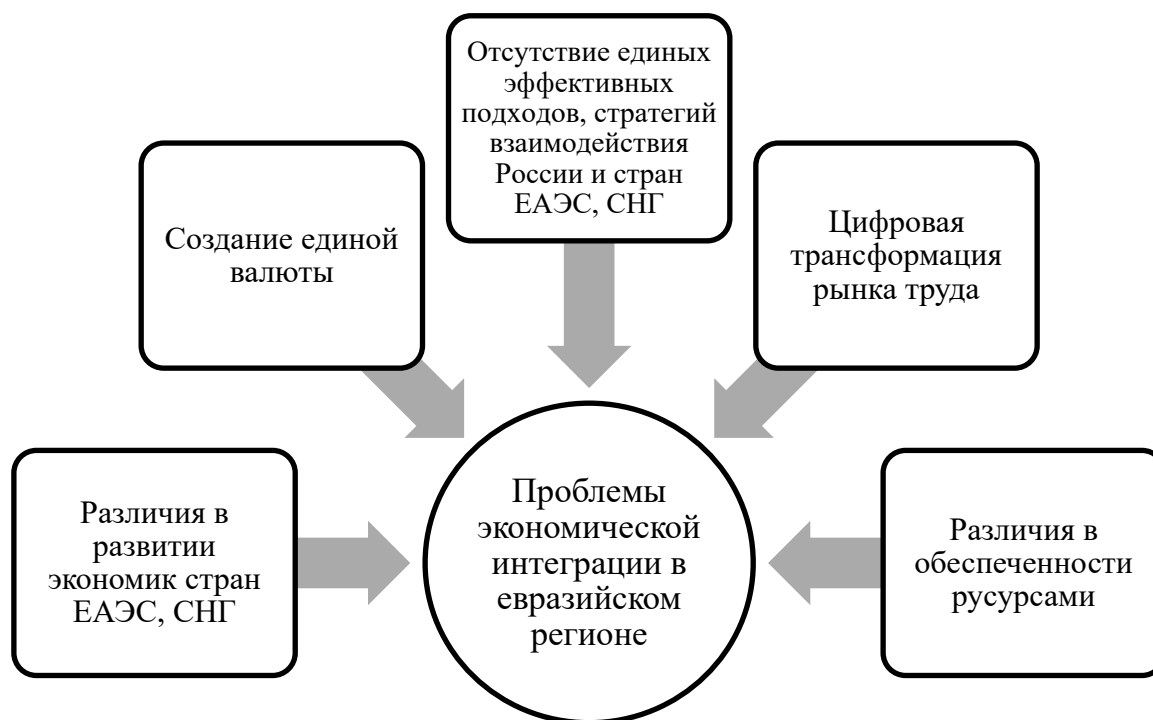 Отсутствие единых
эффективных
подходов, стратегий
взаимодействия
России и стран
ЕАЭС, СНГ
Создание единой
валюты
Цифровая
трансформация
рынка труда
Различия в
развитии
экономик стран
ЕАЭС, СНГ
Проблемы
экономической
интеграции в
евразийском
регионе
Различия в
обеспеченности
русурсами